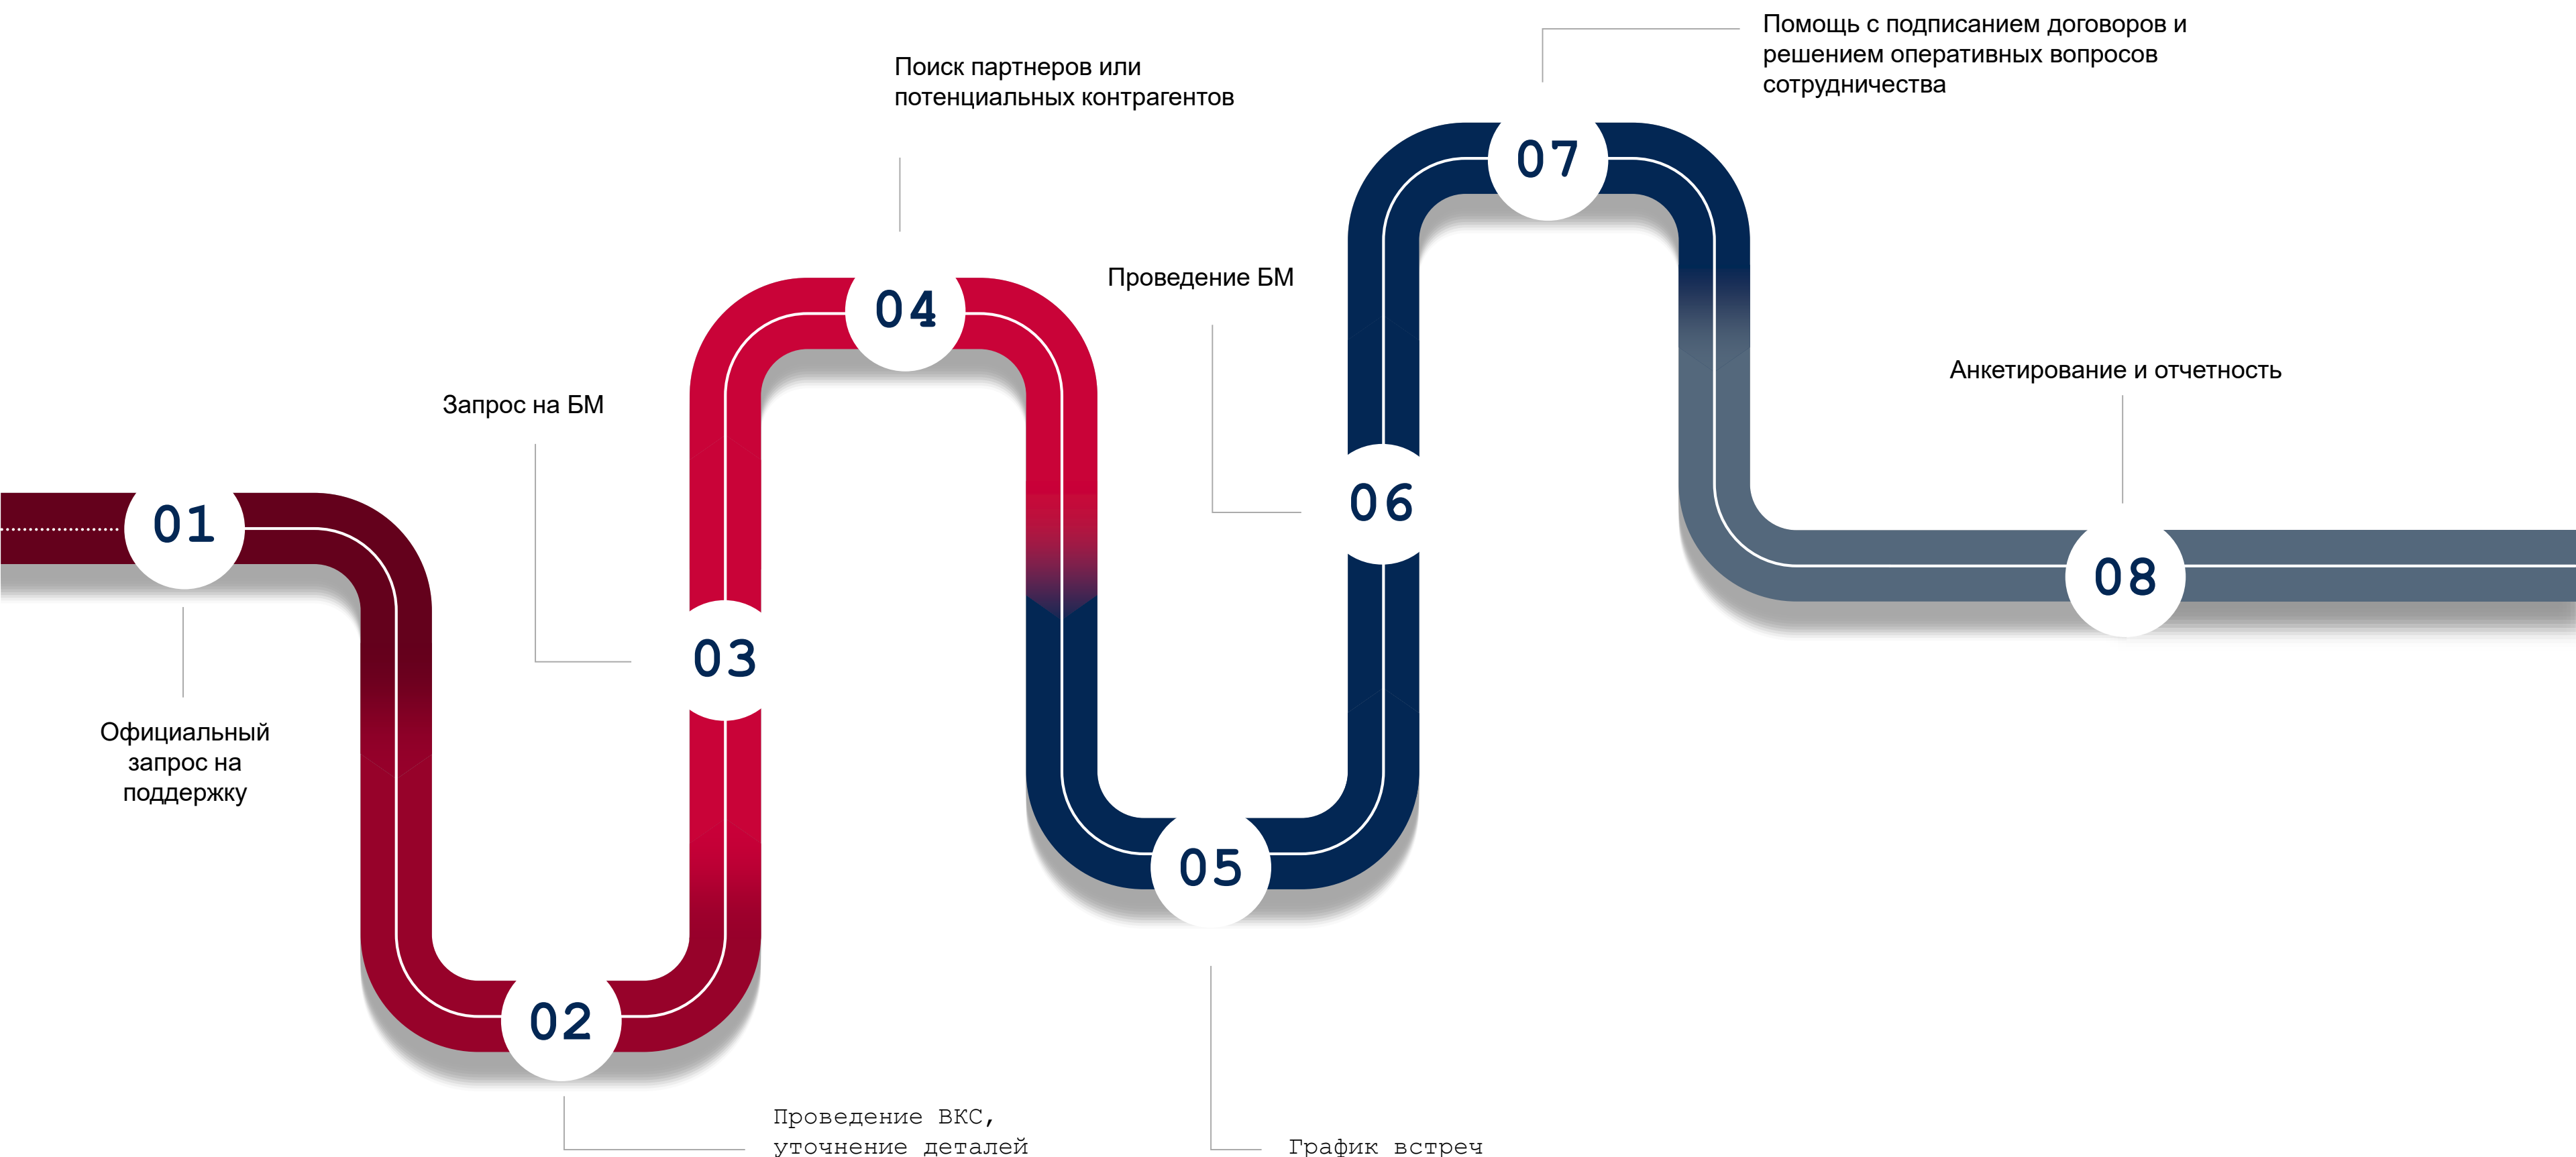 01
Официальный
запрос на
поддержку
02
Проведение ВКС,
уточнение деталей
03
Запрос на БМ
04
Поиск партнеров или
потенциальных контрагентов
05
График встреч
06
Проведение БМ
07
Помощь с подписанием договоров и
решением оперативных вопросов
сотрудничества
08
Анкетирование и отчетность